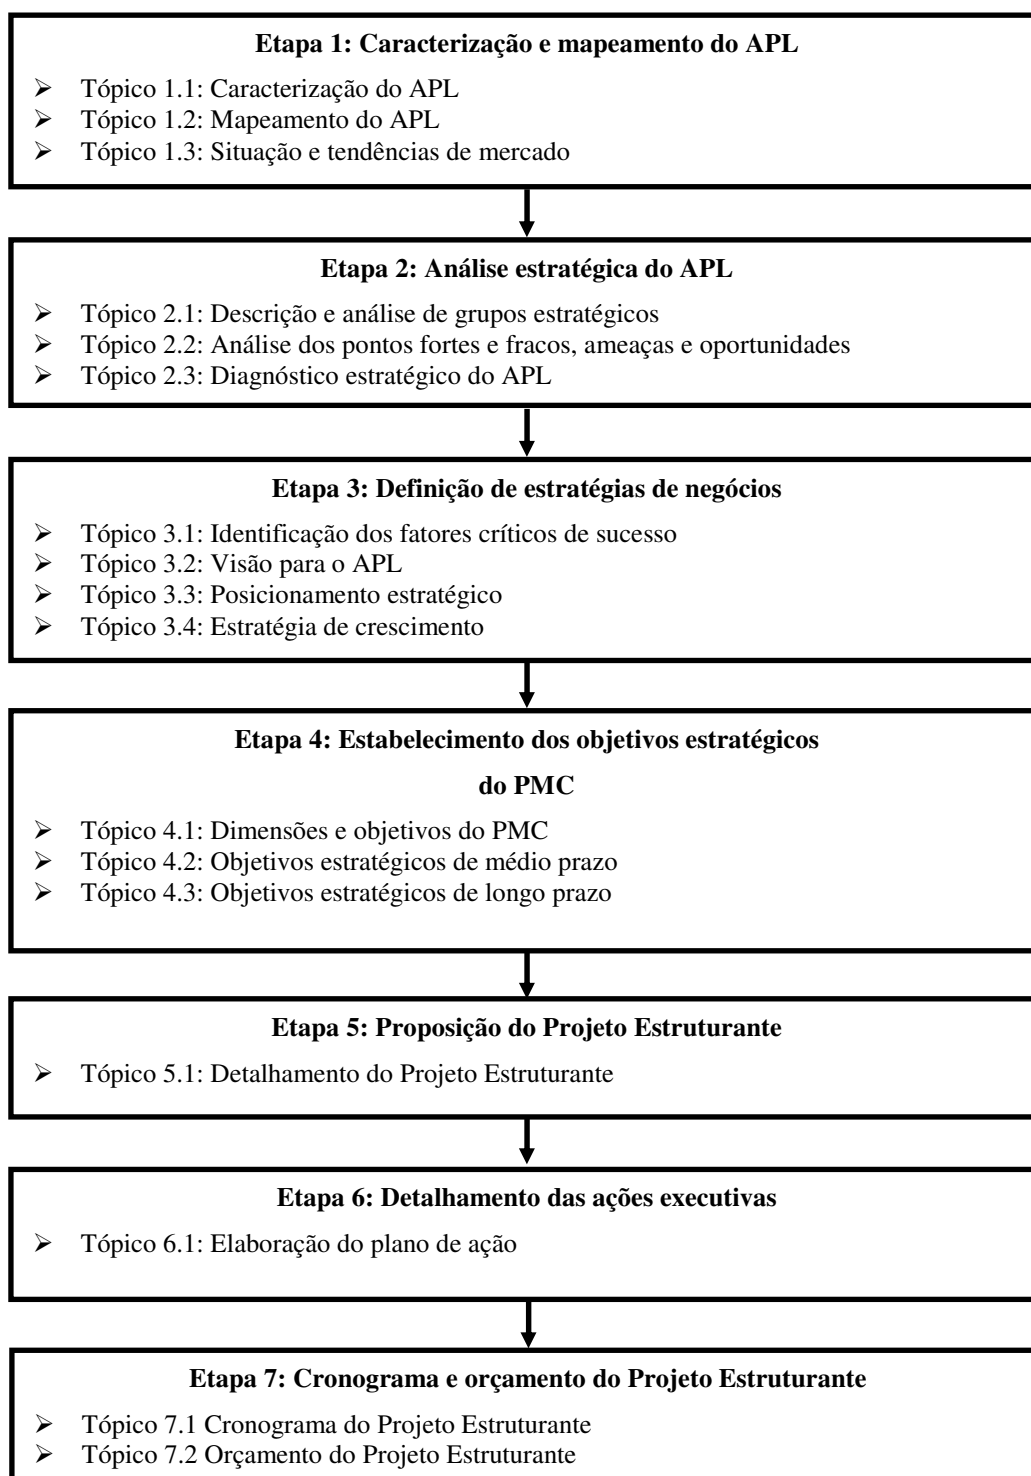 Etapa 1: Caracterização e mapeamento do APL
➢ Tópico 1.1: Caracterização do APL
➢ Tópico 1.2: Mapeamento do APL
➢ Tópico 1.3: Situação e tendências de mercado
Etapa 2: Análise estratégica do APL
➢ Tópico 2.1: Descrição e análise de grupos estratégicos
➢ Tópico 2.2: Análise dos pontos fortes e fracos, ameaças e oportunidades
➢ Tópico 2.3: Diagnóstico estratégico do APL
Etapa 3: Definição de estratégias de negócios
➢ Tópico 3.1: Identificação dos fatores críticos de sucesso
➢ Tópico 3.2: Visão para o APL
➢ Tópico 3.3: Posicionamento estratégico
➢ Tópico 3.4: Estratégia de crescimento
Etapa 4: Estabelecimento dos objetivos estratégicos
do PMC
➢ Tópico 4.1: Dimensões e objetivos do PMC
➢ Tópico 4.2: Objetivos estratégicos de médio prazo
➢ Tópico 4.3: Objetivos estratégicos de longo prazo
Etapa 5: Proposição do Projeto Estruturante
➢ Tópico 5.1: Detalhamento do Projeto Estruturante
Etapa 6: Detalhamento das ações executivas
➢ Tópico 6.1: Elaboração do plano de ação
Etapa 7: Cronograma e orçamento do Projeto Estruturante
➢ Tópico 7.1 Cronograma do Projeto Estruturante
➢ Tópico 7.2 Orçamento do Projeto Estruturante